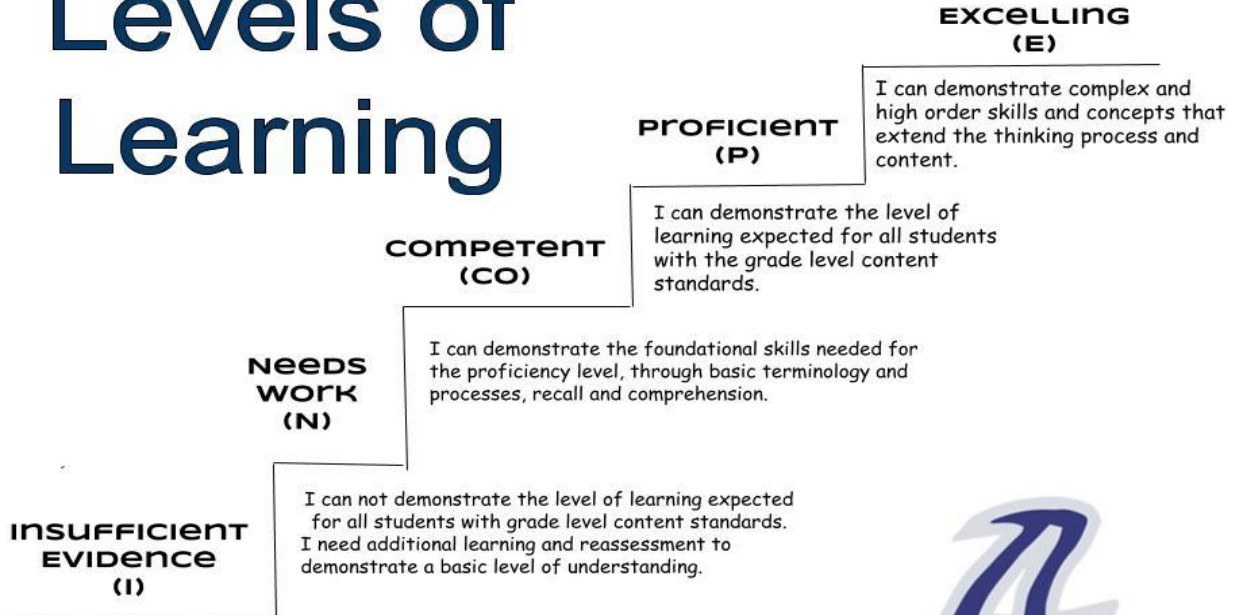 Levels of
Learning
EXCELLING
(E)
I can demonstrate complex and
high order skills and concepts that
extend the thinking process and
content.
PROFICIENT
(P)
I can demonstrate the level of
learning expected for all students
with the grade level content
standards.
COMPETENT
(CO)
I can demonstrate the foundational skills needed for
the proficiency level, through basic terminology and
processes, recall and comprehension.
NEEDS
WORK
(N)
I can not demonstrate the level of learning expected
for all students with grade level content standards.
I need additional learning and reassessment to
demonstrate a basic level of understanding.
INSUFFICIENT
EVIDENCE
(I)